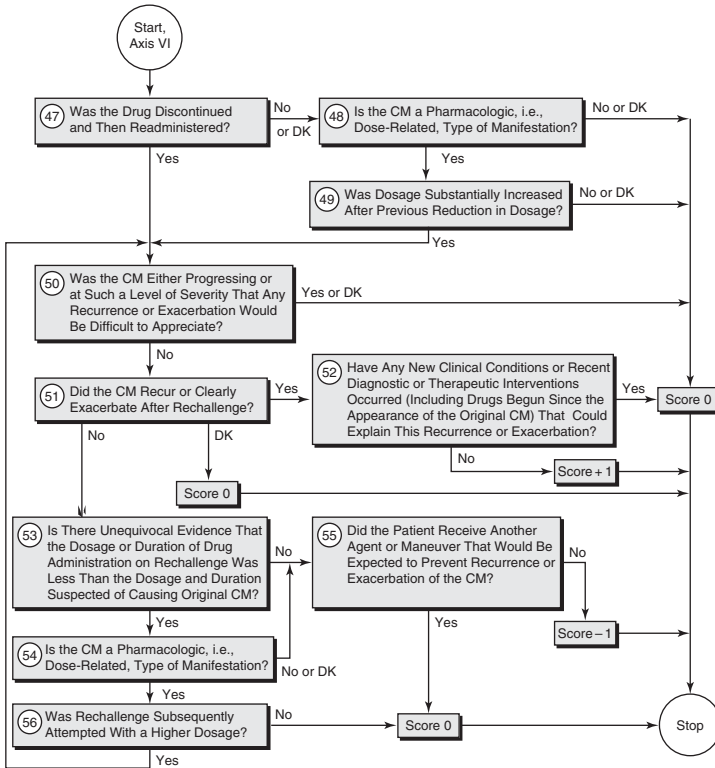 Start,
Axis VI
47 Was the Drug Discontinued
and Then Readministered?
No
or DK
48 Is the CM a Pharmacologic, i.e.,
Dose-Related, Type of Manifestation?
No or DK
Yes
Yes
49 Was Dosage Substantially Increased
After Previous Reduction in Dosage?
No or DK
Yes
50 Was the CM Either Progressing or
at Such a Level of Severity That Any
Recurrence or Exacerbation Would
Be Difficult to Appreciate?
Yes or DK
No
51 Did the CM Recur or Clearly
Exacerbate After Rechallenge?
Yes
52 Have Any New Clinical Conditions or Recent
Diagnostic or Therapeutic Interventions
Occurred (Including Drugs Begun Since the
Appearance of the Original CM) That Could
Explain This Recurrence or Exacerbation?
Yes
Score 0
No
DK
No
Score + 1
Score 0
53 Is There Unequivocal Evidence That
the Dosage or Duration of Drug
Administration on Rechallenge Was
Less Than the Dosage and Duration
Suspected of Causing Original CM?
No
55 Did the Patient Receive Another
Agent or Maneuver That Would Be
Expected to Prevent Recurrence or
Exacerbation of the CM?
No
Yes
Yes
Score – 1
54 Is the CM a Pharmacologic, i.e.,
Dose-Related, Type of Manifestation?
No or DK
Yes
56 Was Rechallenge Subsequently
Attempted With a Higher Dosage?
No
Score 0
Stop
Yes